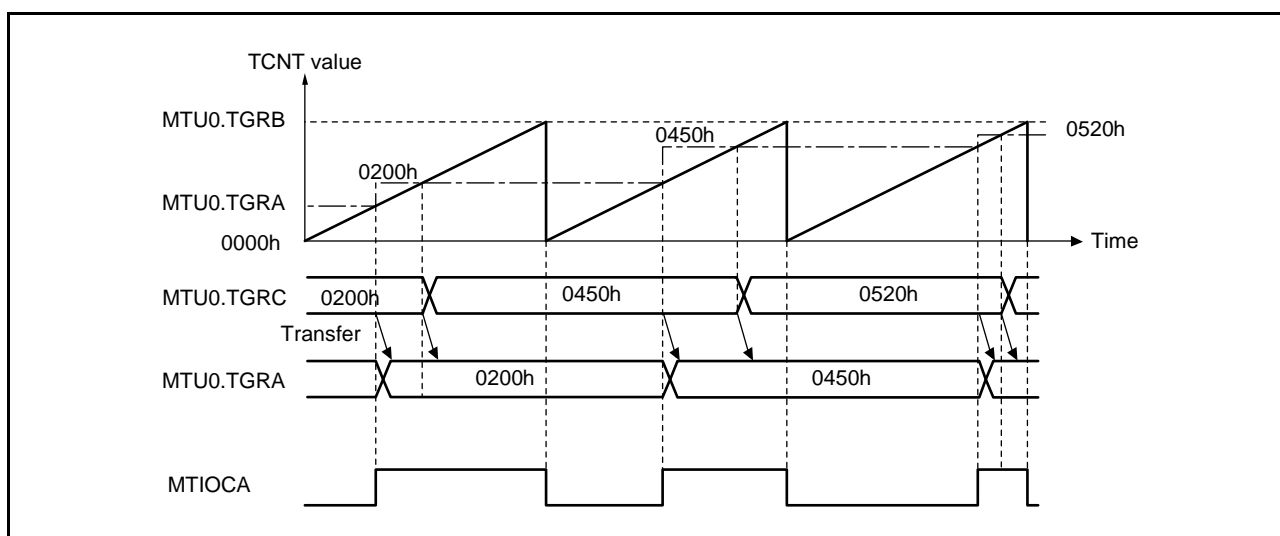 TCNT value
MTU0.TGRB
0450h
0520h
0200h
MTU0.TGRA
0000h
Time
MTU0.TGRC
0200h
0450h
0520h
Transfer
MTU0.TGRA
0200h
0450h
MTIOCA